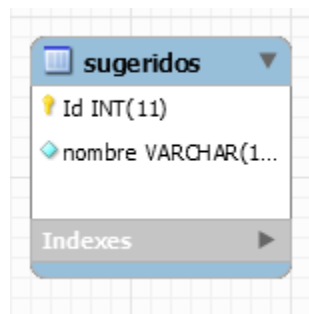 sugeridos
Id INT(11)
nombre VARCHAR(1...
Indexes